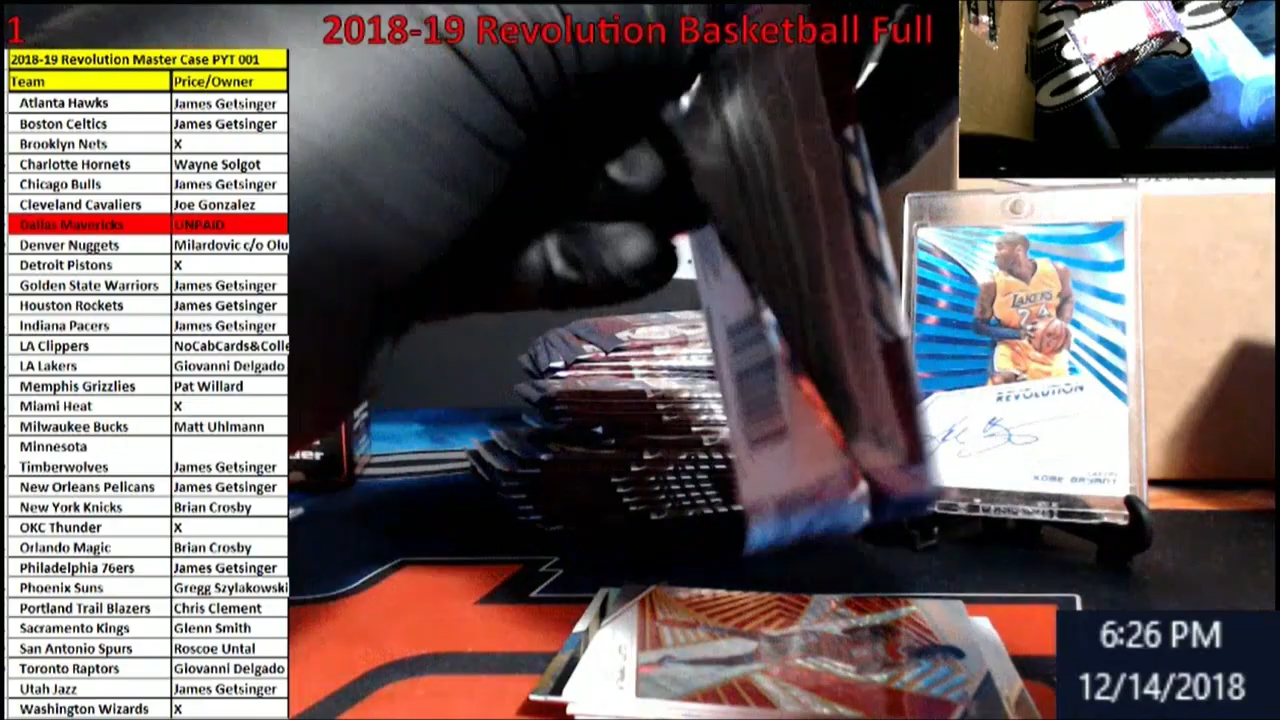 1
2018-19 Revolution Basketball Full
2018-19 Revolution Master Case PYT 001
Team Price/Owner
Atlanta Hawks James Getsinger
Boston Celtics James Getsinger
Brooklyn Nets X
Charlotte Hornets Wayne Solgot
Chicago Bulls James Getsinger
Cleveland Cavaliers Joe Gonzalez
Dallas Mavericks UNPAID
Denver Nuggets Milardovic c/o Olu
Detroit Pistons X
Golden State Warriors James Getsinger
Houston Rockets James Getsinger
Indiana Pacers James Getsinger
LA Clippers NoCabCards&Colle
LA Lakers Giovanni Delgado
Memphis Grizzlies Pat Willard
Miami Heat X
Milwaukee Bucks Matt Uhlmann
Minnesota
Timberwolves James Getsinger
New Orleans Pelicans James Getsinger
New York Knicks Brian Crosby
OKC Thunder X
Orlando Magic Brian Crosby
Philadelphia 76ers James Getsinger
Phoenix Suns Gregg Szylakowski
Portland Trail Blazers Chris Clement
Sacramento Kings Glenn Smith
San Antonio Spurs Roscoe Untal
Toronto Raptors Giovanni Delgado
Utah Jazz James Getsinger
Washington Wizards X
LAKERS
24
REVOLUTION
KOBE BRYANT
6:26 PM
12/14/2018